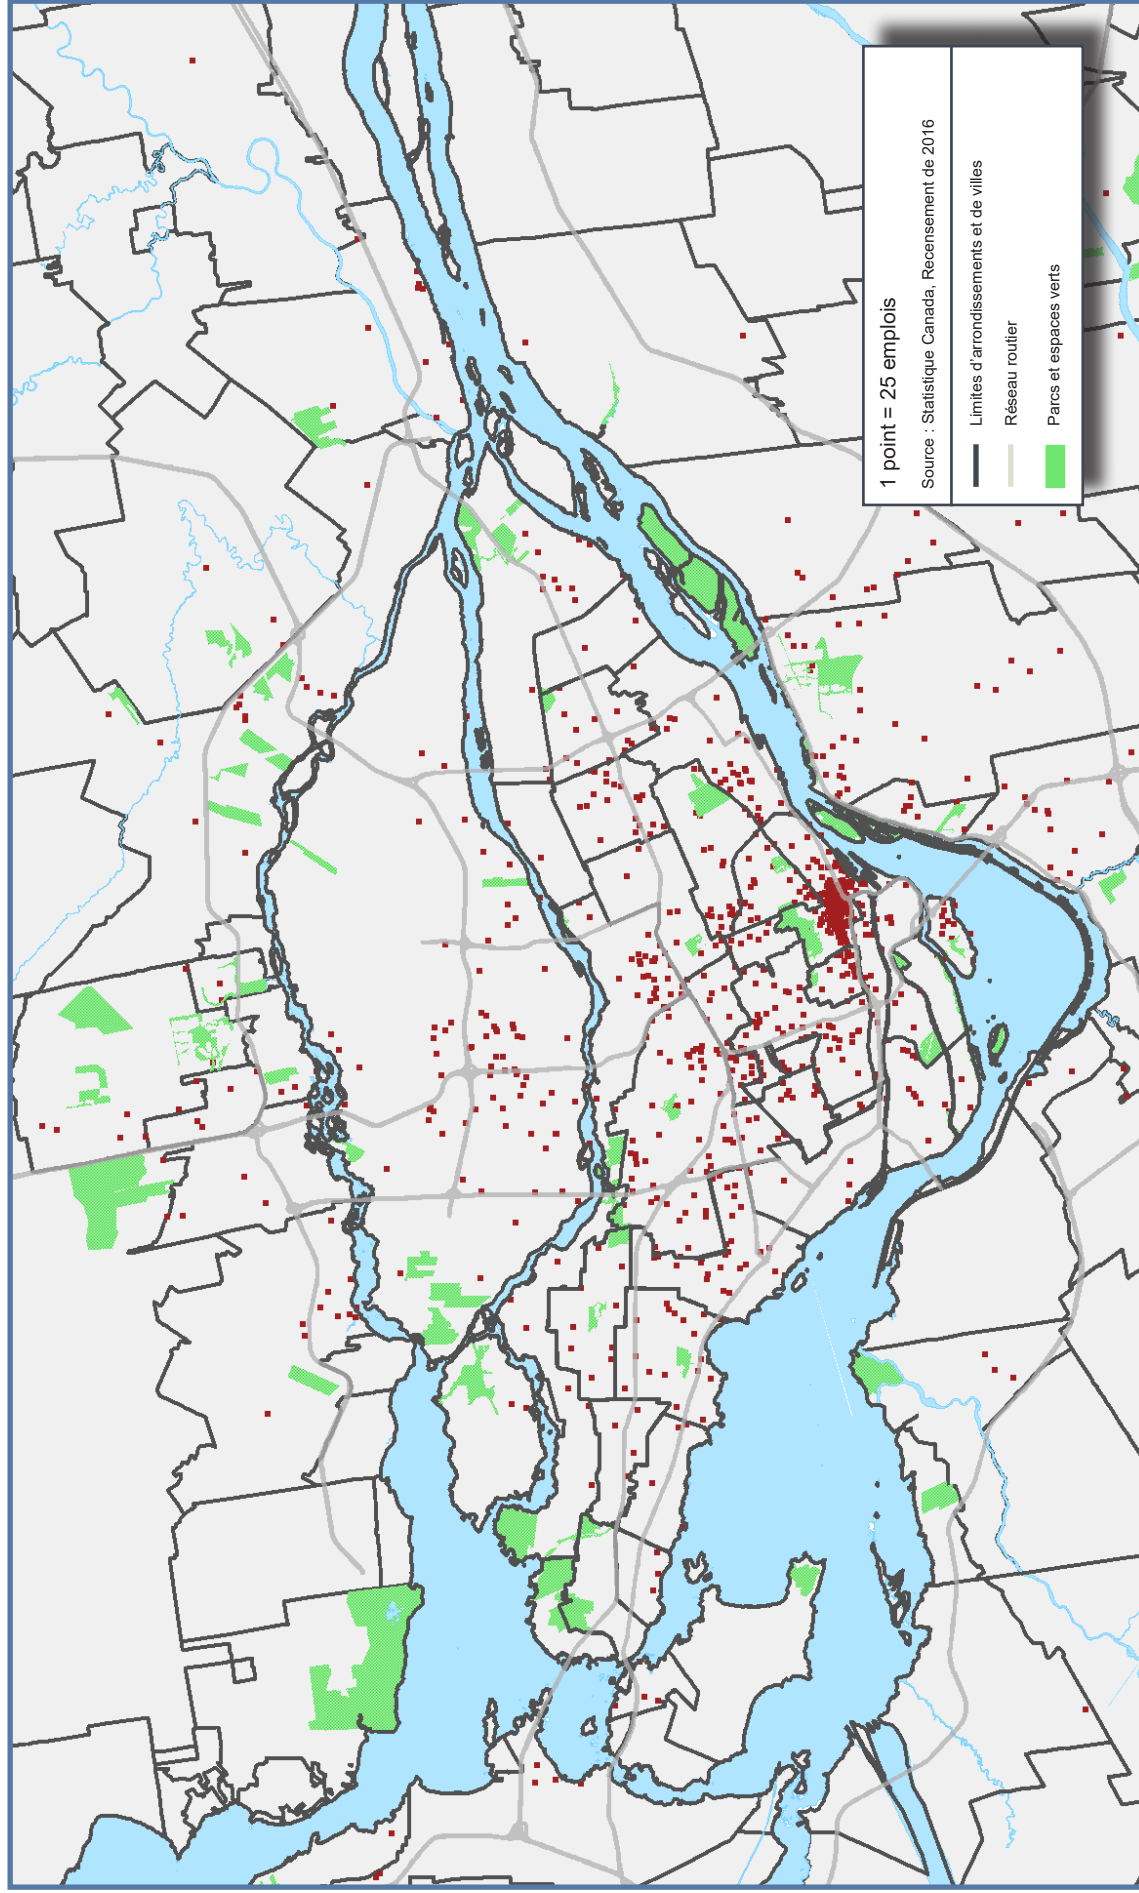 1 point = 25 emplois
Source : Statistique Canada, Recensement de 2016
Limites d'arrondissements et de villes
Réseau routier
Parcs et espaces verts